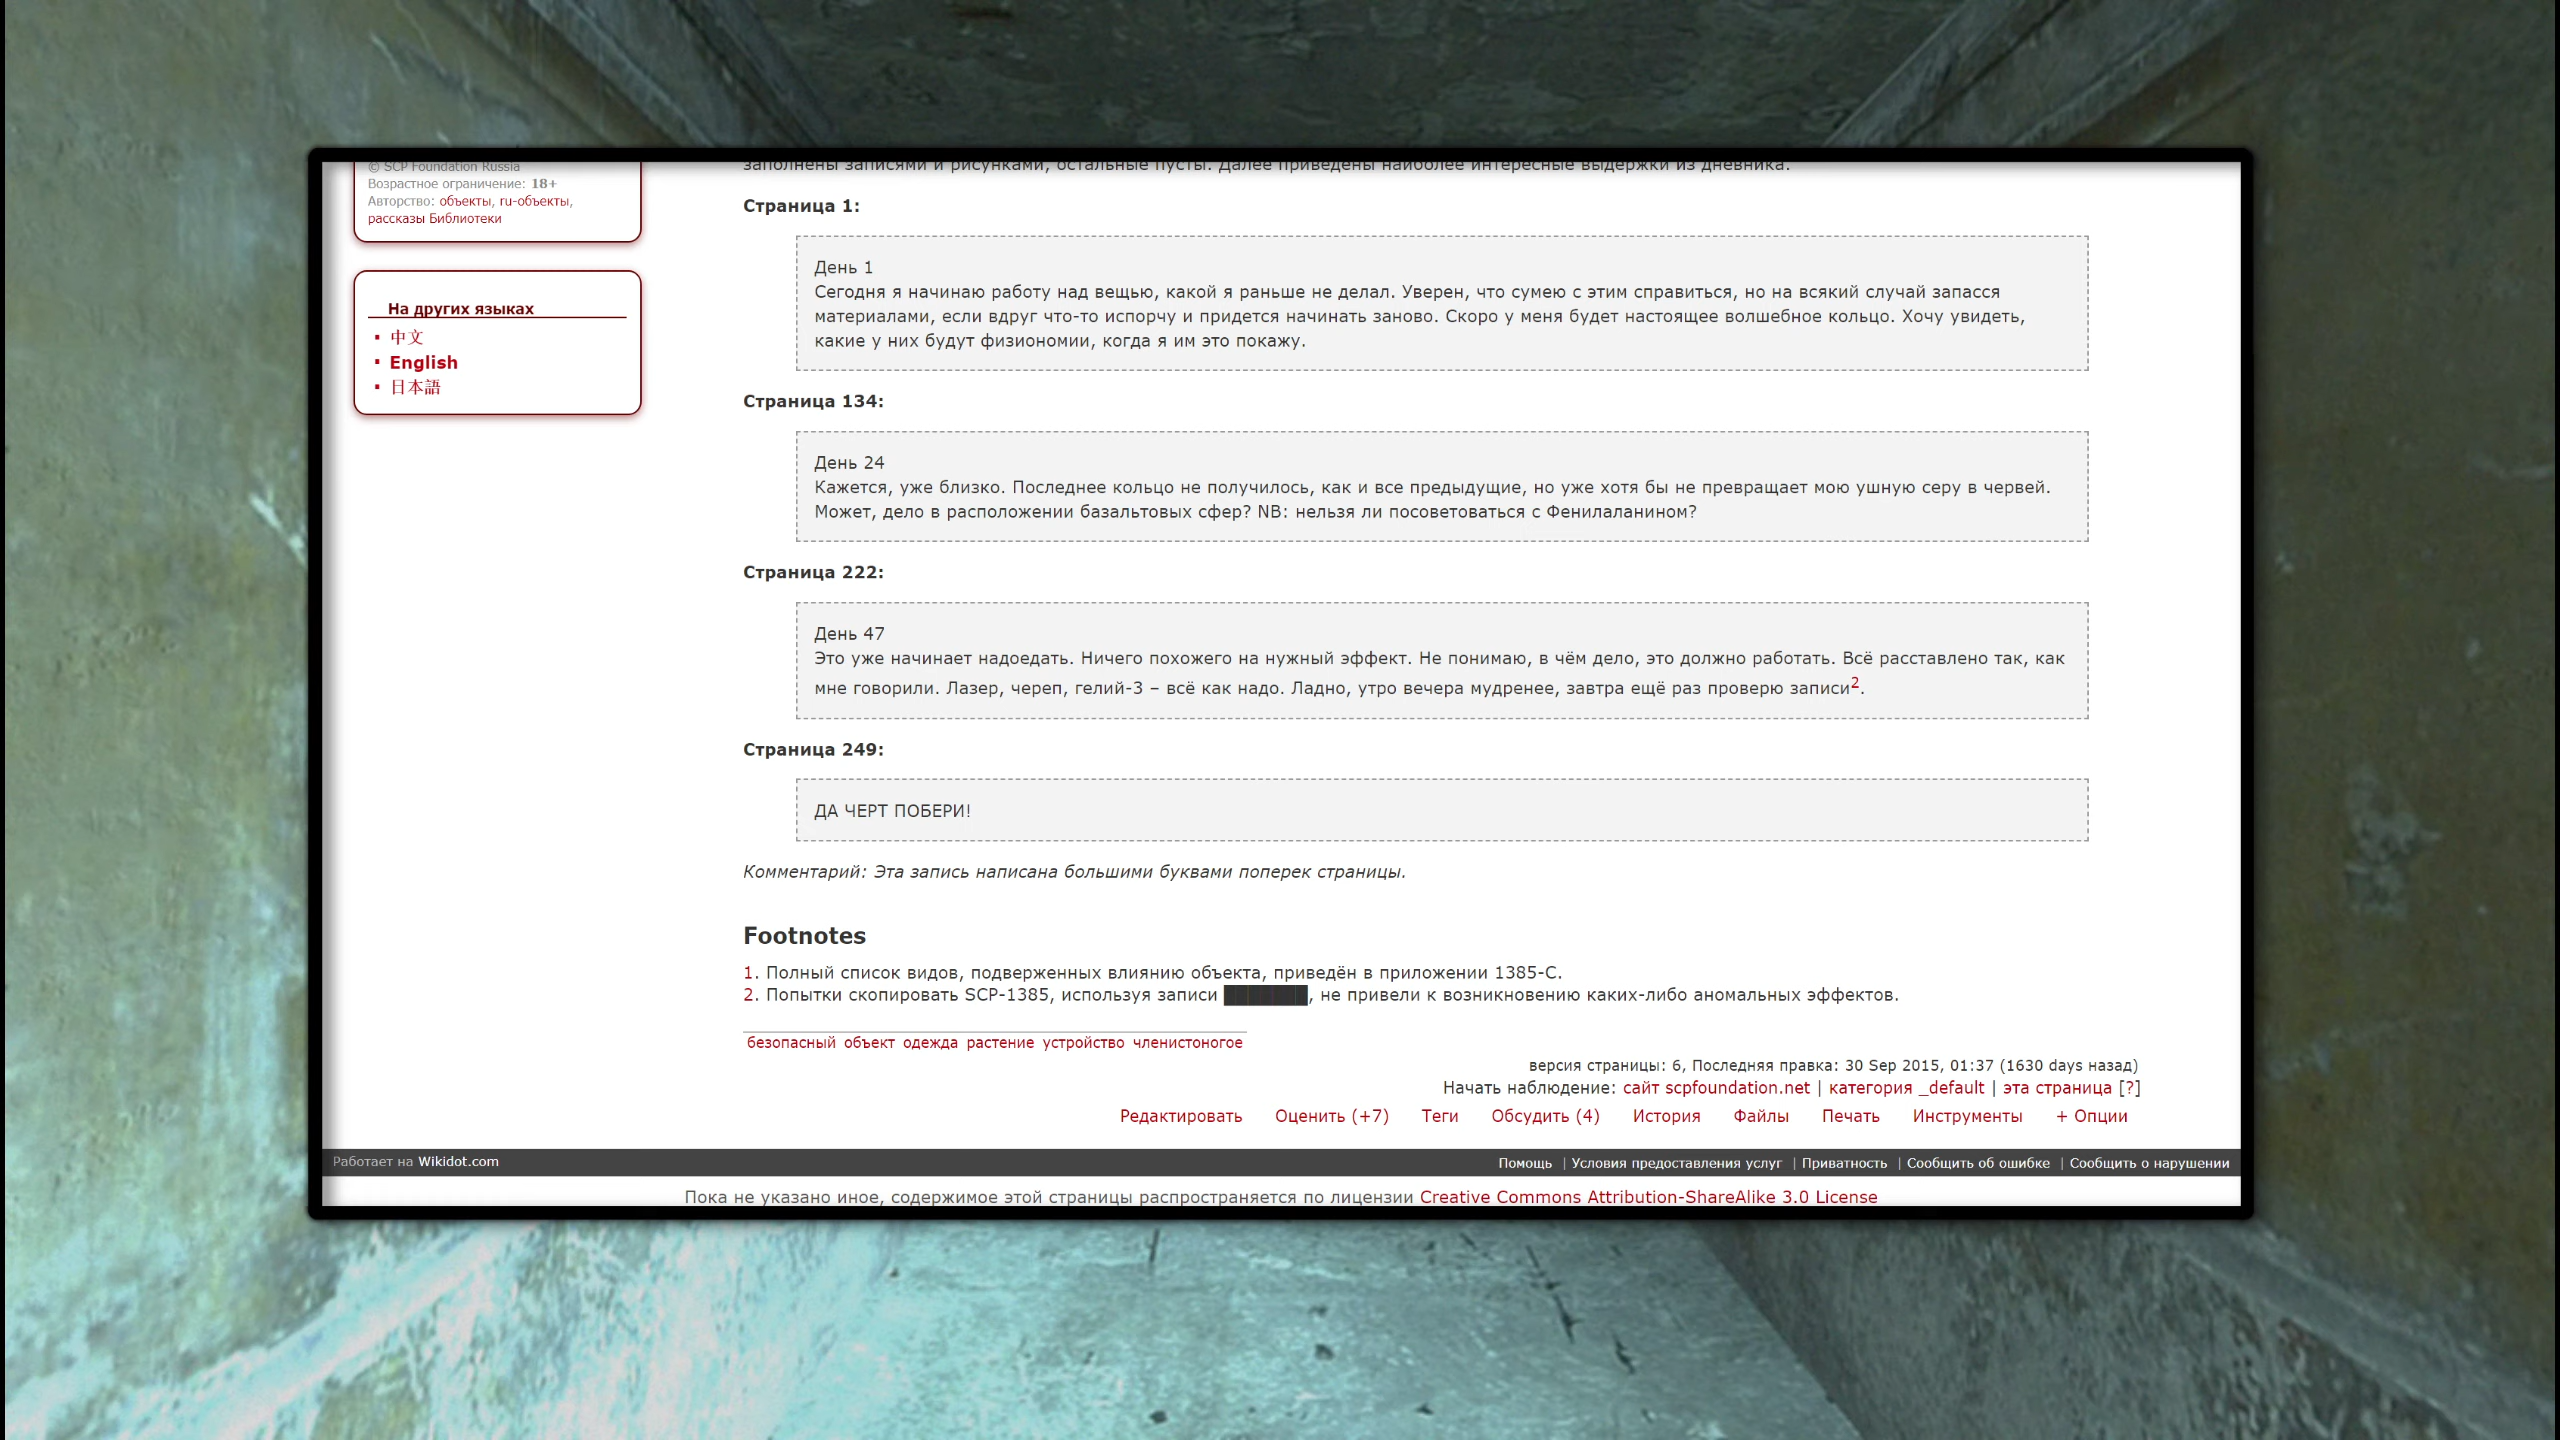 © SCP Foundation Russia
Возрастное ограничение: 18+
Авторство: объекты, ru-объекты,
рассказы Библиотеки
На других языках
中文
English
日本語
заполнены записями и рисунками, остальные пусты. Далее приведены наиболее интересные выдержки из дневника.
Страница 1:
День 1
Сегодня я начинаю работу над вещью, какой я раньше не делал. Уверен, что сумею с этим справиться, но на всякий случай запасся
материалами, если вдруг что-то испорчу и придется начинать заново. Скоро у меня будет настоящее волшебное кольцо. Хочу увидеть,
какие у них будут физиономии, когда я им это покажу.
Страница 134:
День 24
Кажется, уже близко. Последнее кольцо не получилось, как и все предыдущие, но уже хотя бы не превращает мою ушную серу в червей.
Может, дело в расположении базальтовых сфер? NB: нельзя ли посоветоваться с Фенилаланином?
Страница 222:
День 47
Это уже начинает надоедать. Ничего похожего на нужный эффект. Не понимаю, в чём дело, это должно работать. Всё расставлено так, как
мне говорили. Лазер, череп, гелий-3 – всё как надо. Ладно, утро вечера мудренее, завтра ещё раз проверю записи2.
Страница 249:
ДА ЧЕРТ ПОБЕРИ!
Комментарий: Эта запись написана большими буквами поперек страницы.
Footnotes
1. Полный список видов, подверженных влиянию объекта, приведён в приложении 1385-C.
2. Попытки скопировать SCP-1385, используя записи ███████, не привели к возникновению каких-либо аномальных эффектов.
безопасный объект одежда растение устройство членистоногое
версия страницы: 6, Последняя правка: 30 Sep 2015, 01:37 (1630 days назад)
Начать наблюдение: сайт scpfoundation.net | категория _default | эта страница [?]
Редактировать Оценить (+7) Теги Обсудить (4) История Файлы Печать Инструменты + Опции
Работает на Wikidot.com
Помощь | Условия предоставления услуг | Приватность | Сообщить об ошибке | Сообщить о нарушении
Пока не указано иное, содержимое этой страницы распространяется по лицензии Creative Commons Attribution-ShareAlike 3.0 License